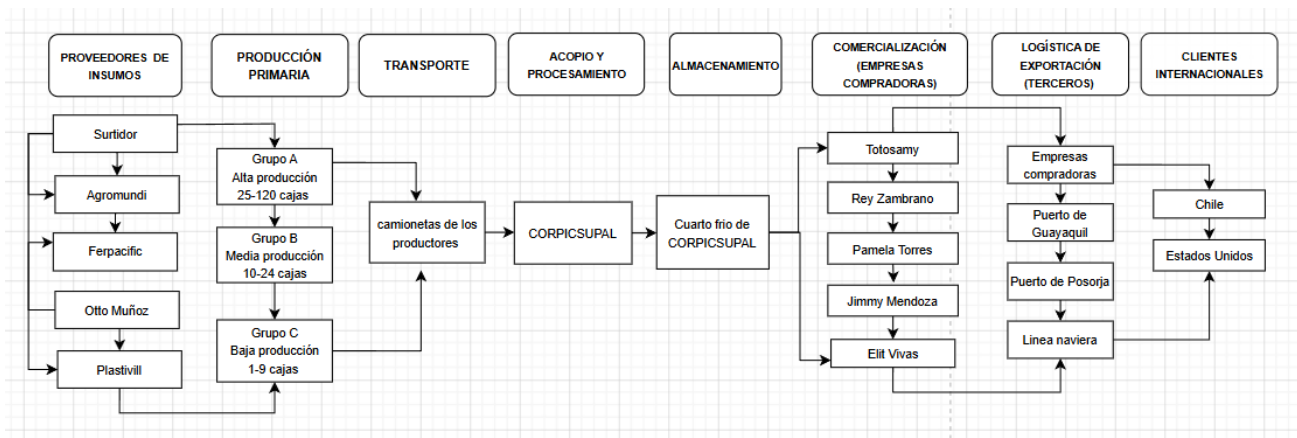 PROVEEDORES DE
INSUMOS
PRODUCCIÓN
PRIMARIA
TRANSPORTE
ACOPIO Y
PROCESAMIENTO
ALMACENAMIENTO
COMERCIALIZACIÓN
(EMPRESAS
COMPRADORAS)
LOGÍSTICA DE
EXPORTACIÓN
(TERCEROS)
CLIENTES
INTERNACIONALES
Surtidor
Agromundi
Ferpacific
Otto Muñoz
Plastivill
Grupo A
Alta producción
25-120 cajas
Grupo B
Media producción
10-24 cajas
Grupo C
Baja producción
1-9 cajas
camionetas de los
productores
CORPICSUPAL
Cuarto frio de
CORPICSUPAL
Totosamy
Rey Zambrano
Pamela Torres
Jimmy Mendoza
Elit Vivas
Empresas
compradoras
Puerto de
Guayaquil
Puerto de Posorja
Linea naviera
Chile
Estados Unidos